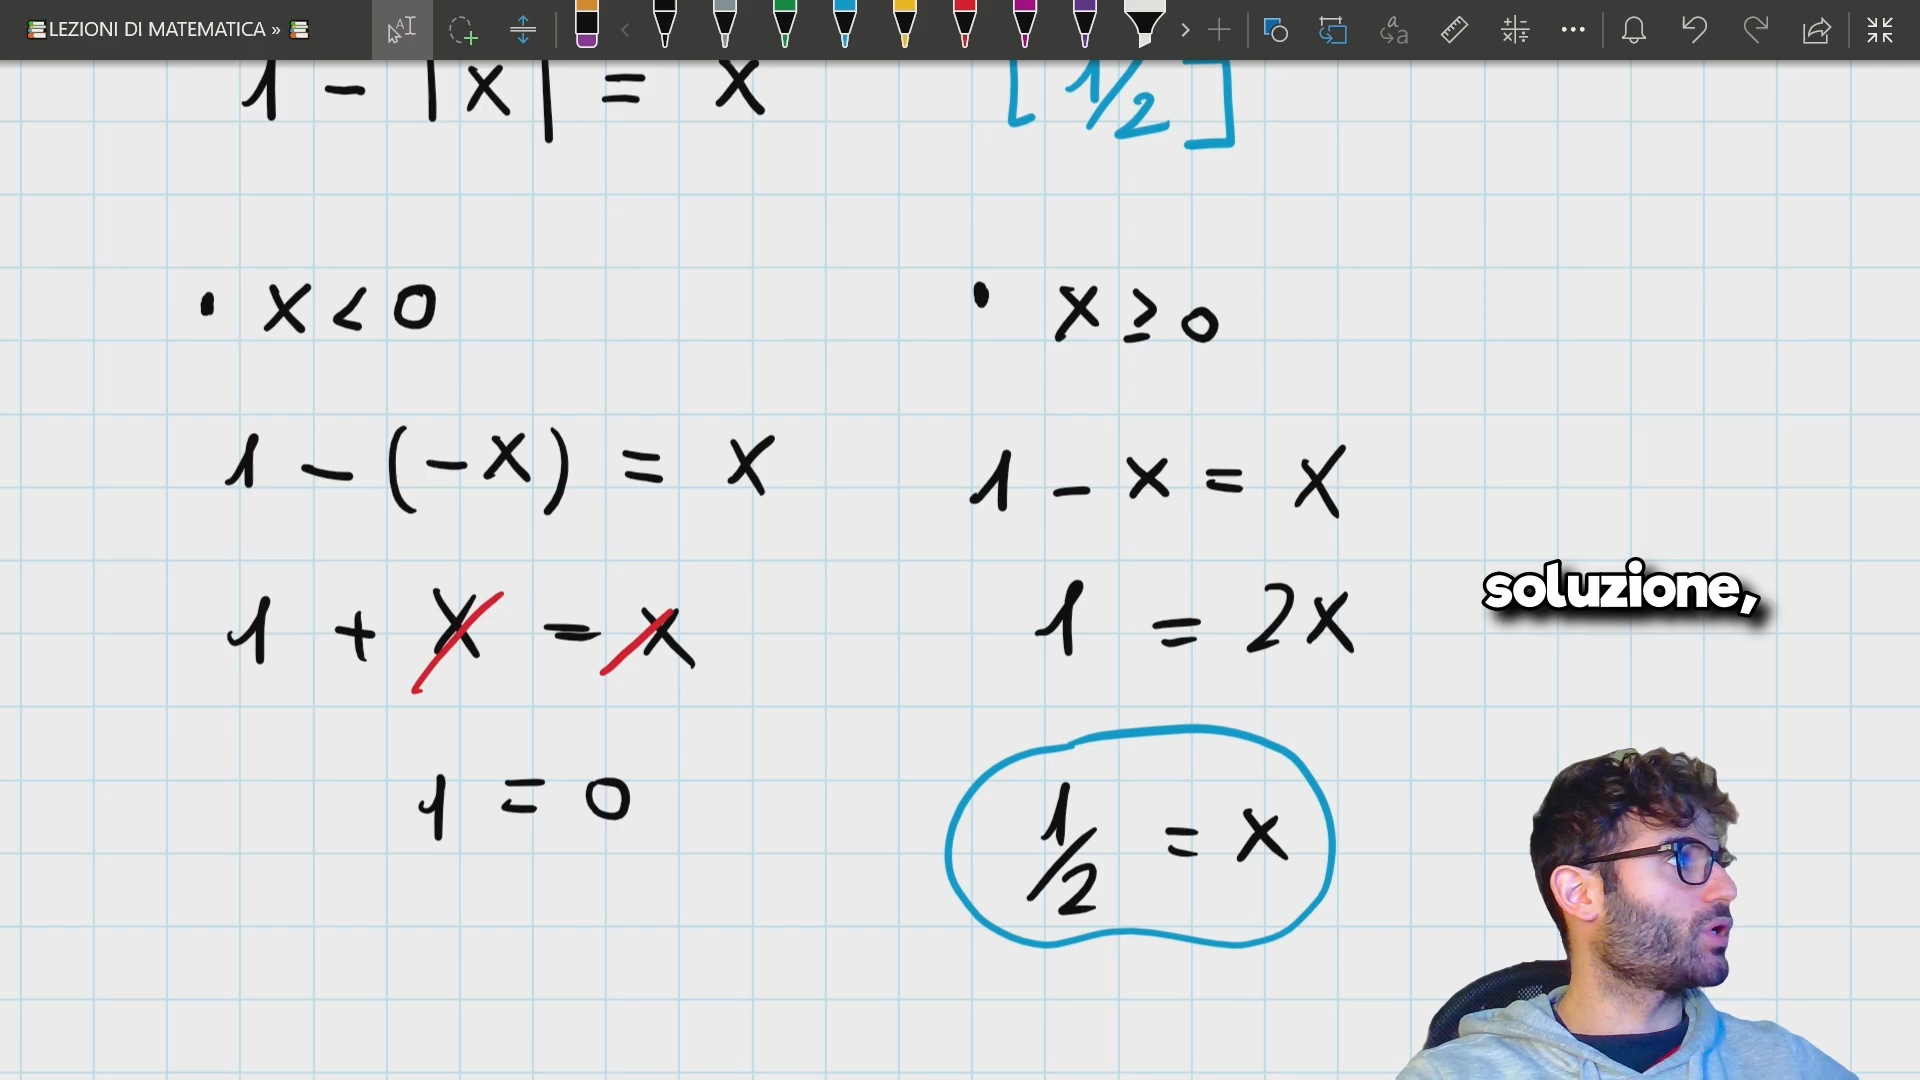 LEZIONI DI MATEMATICA »
1 - |x| = x
[1/2]
• x < 0
1 - (-x) = x
1 + x = x
1 = 0
• x ≥ 0
1 - x = x
1 = 2x
1/2 = x
soluzione,